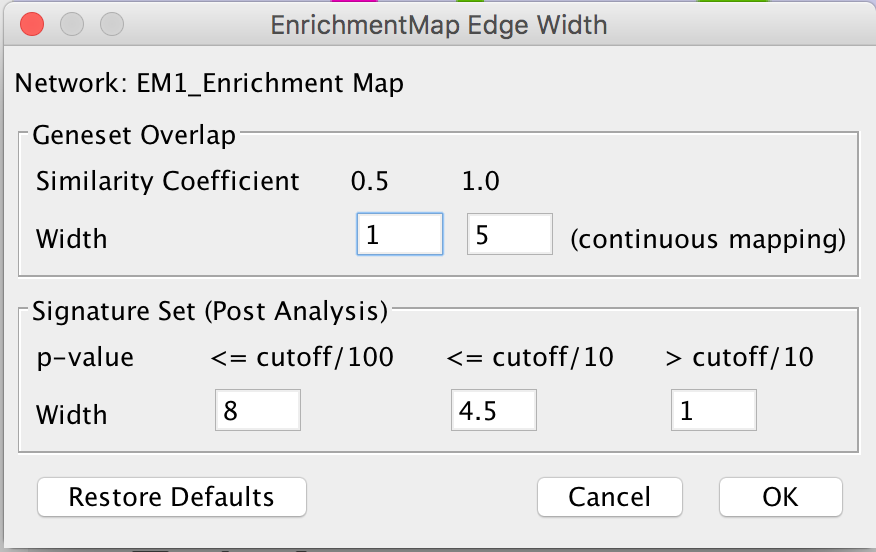 EnrichmentMap Edge Width
Network: EM1_Enrichment Map
Geneset Overlap
Similarity Coefficient 0.5 1.0
Width 1 5 (continuous mapping)
Signature Set (Post Analysis)
p-value <= cutoff/100 <= cutoff/10 > cutoff/10
Width 8 4.5 1
Restore Defaults Cancel OK